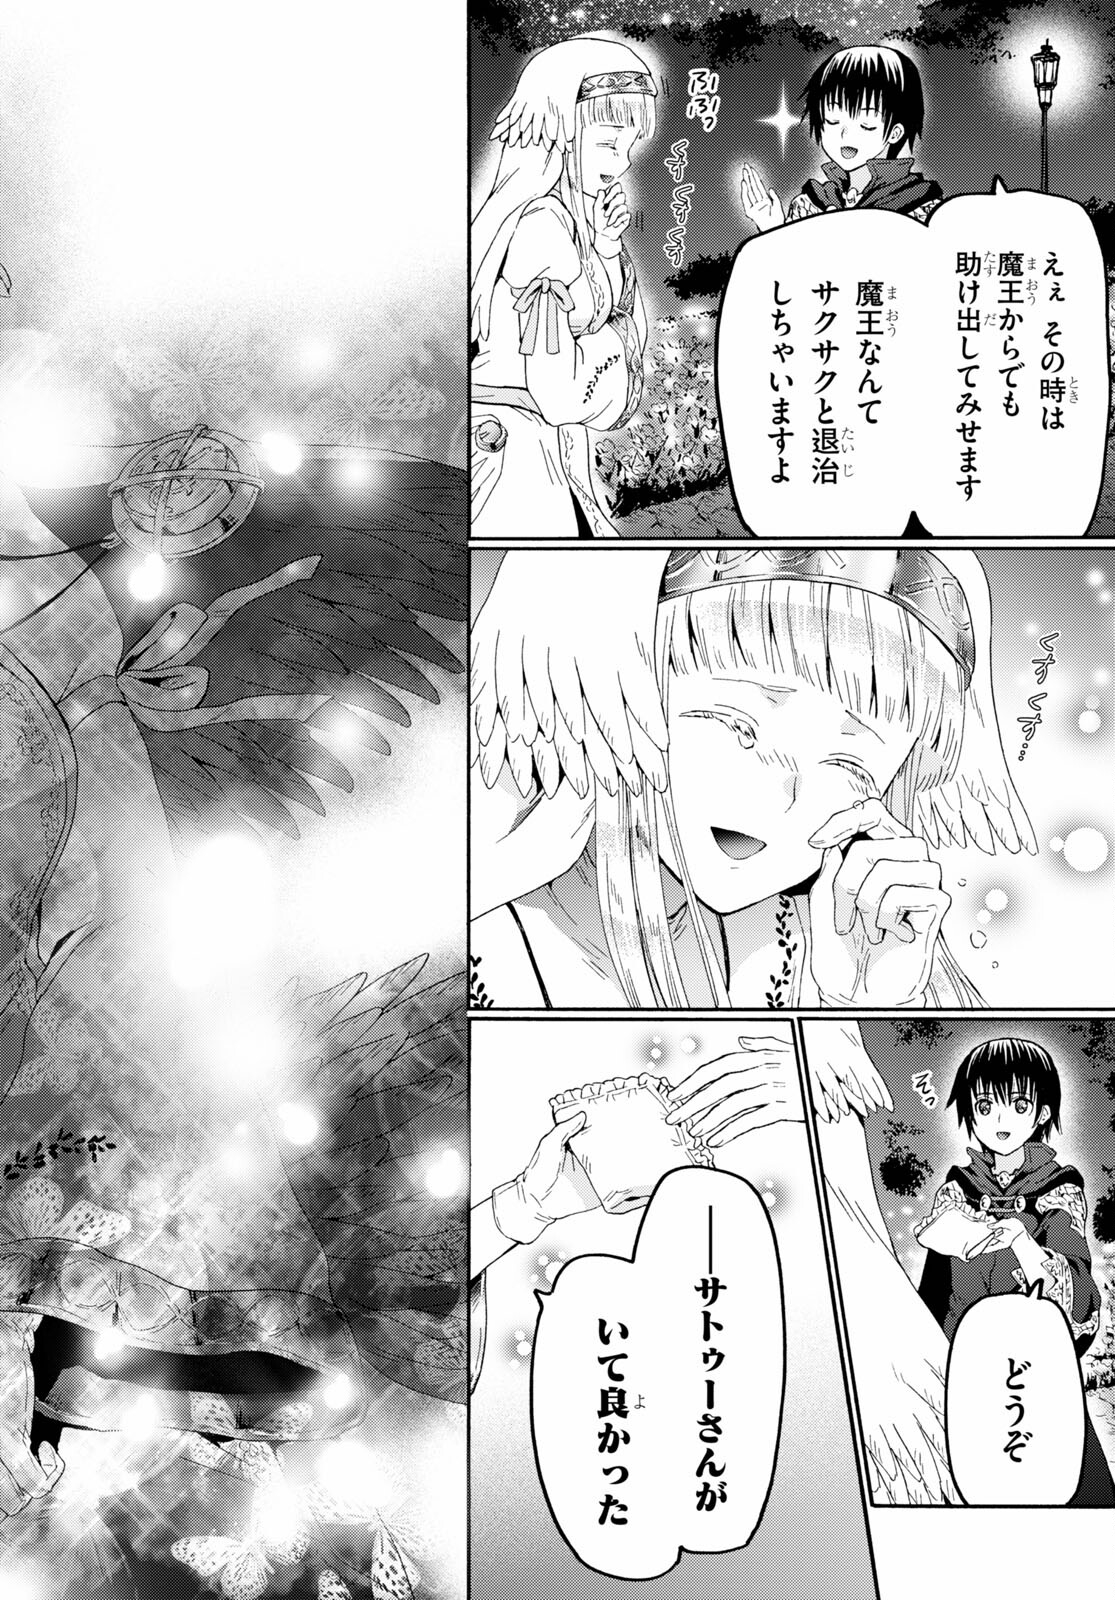 えぇ その時は
魔王からでも
助け出してみせます
魔王なんて
サクサクと退治
しちゃいますよ
ふふっ
くすくす
くすくす…
そっ
どうぞ
――サトゥーさんが
いて良かった